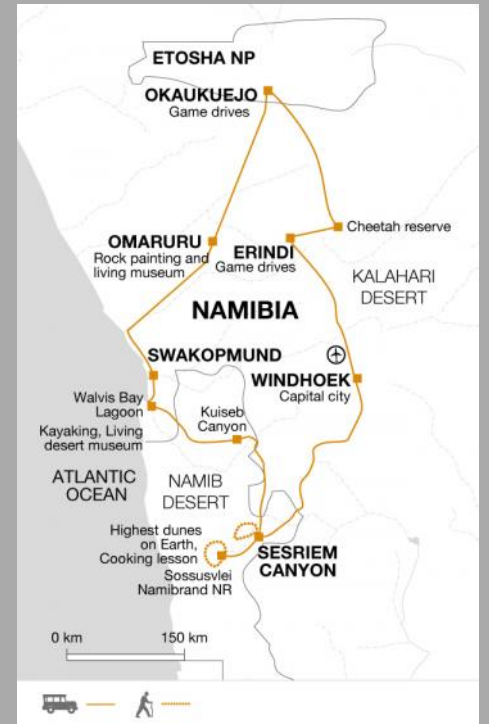 ETOSHA NP
OKAUKUEJO
Game drives
Cheetah reserve
OMARURU
Rock painting and
living museum
ERINDI
Game drives
KALAHARI
DESERT
NAMIBIA
SWAKOPMUND
WINDHOEK
Capital city
Walvis Bay
Lagoon
Kayaking, Living
desert museum
Kuiseb
Canyon
ATLANTIC
OCEAN
NAMIB
DESERT
Highest dunes
on Earth,
Cooking lesson
SESRIEM
CANYON
Sossusvlei
Namibrand NR
0 km
150 km